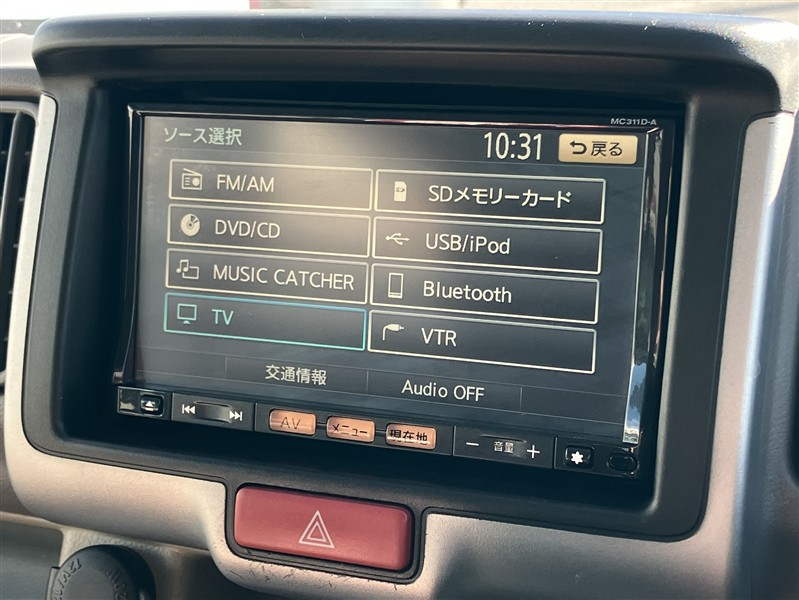 MC311D-A
ソース選択 10:31 戻る
FM/AM SDメモリーカード
DVD/CD USB/iPod
MUSIC CATCHER Bluetooth
TV VTR
交通情報 Audio OFF
AV メニュー 現在地 音量